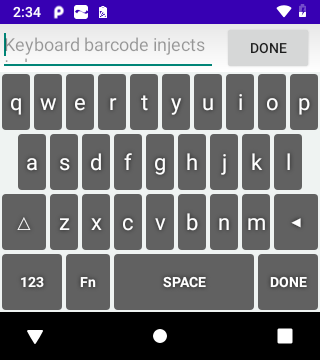 2:34
Keyboard barcode injects
DONE
q w e r t y u i o p
a s d f g h j k l
z x c v b n m
123 Fn SPACE DONE